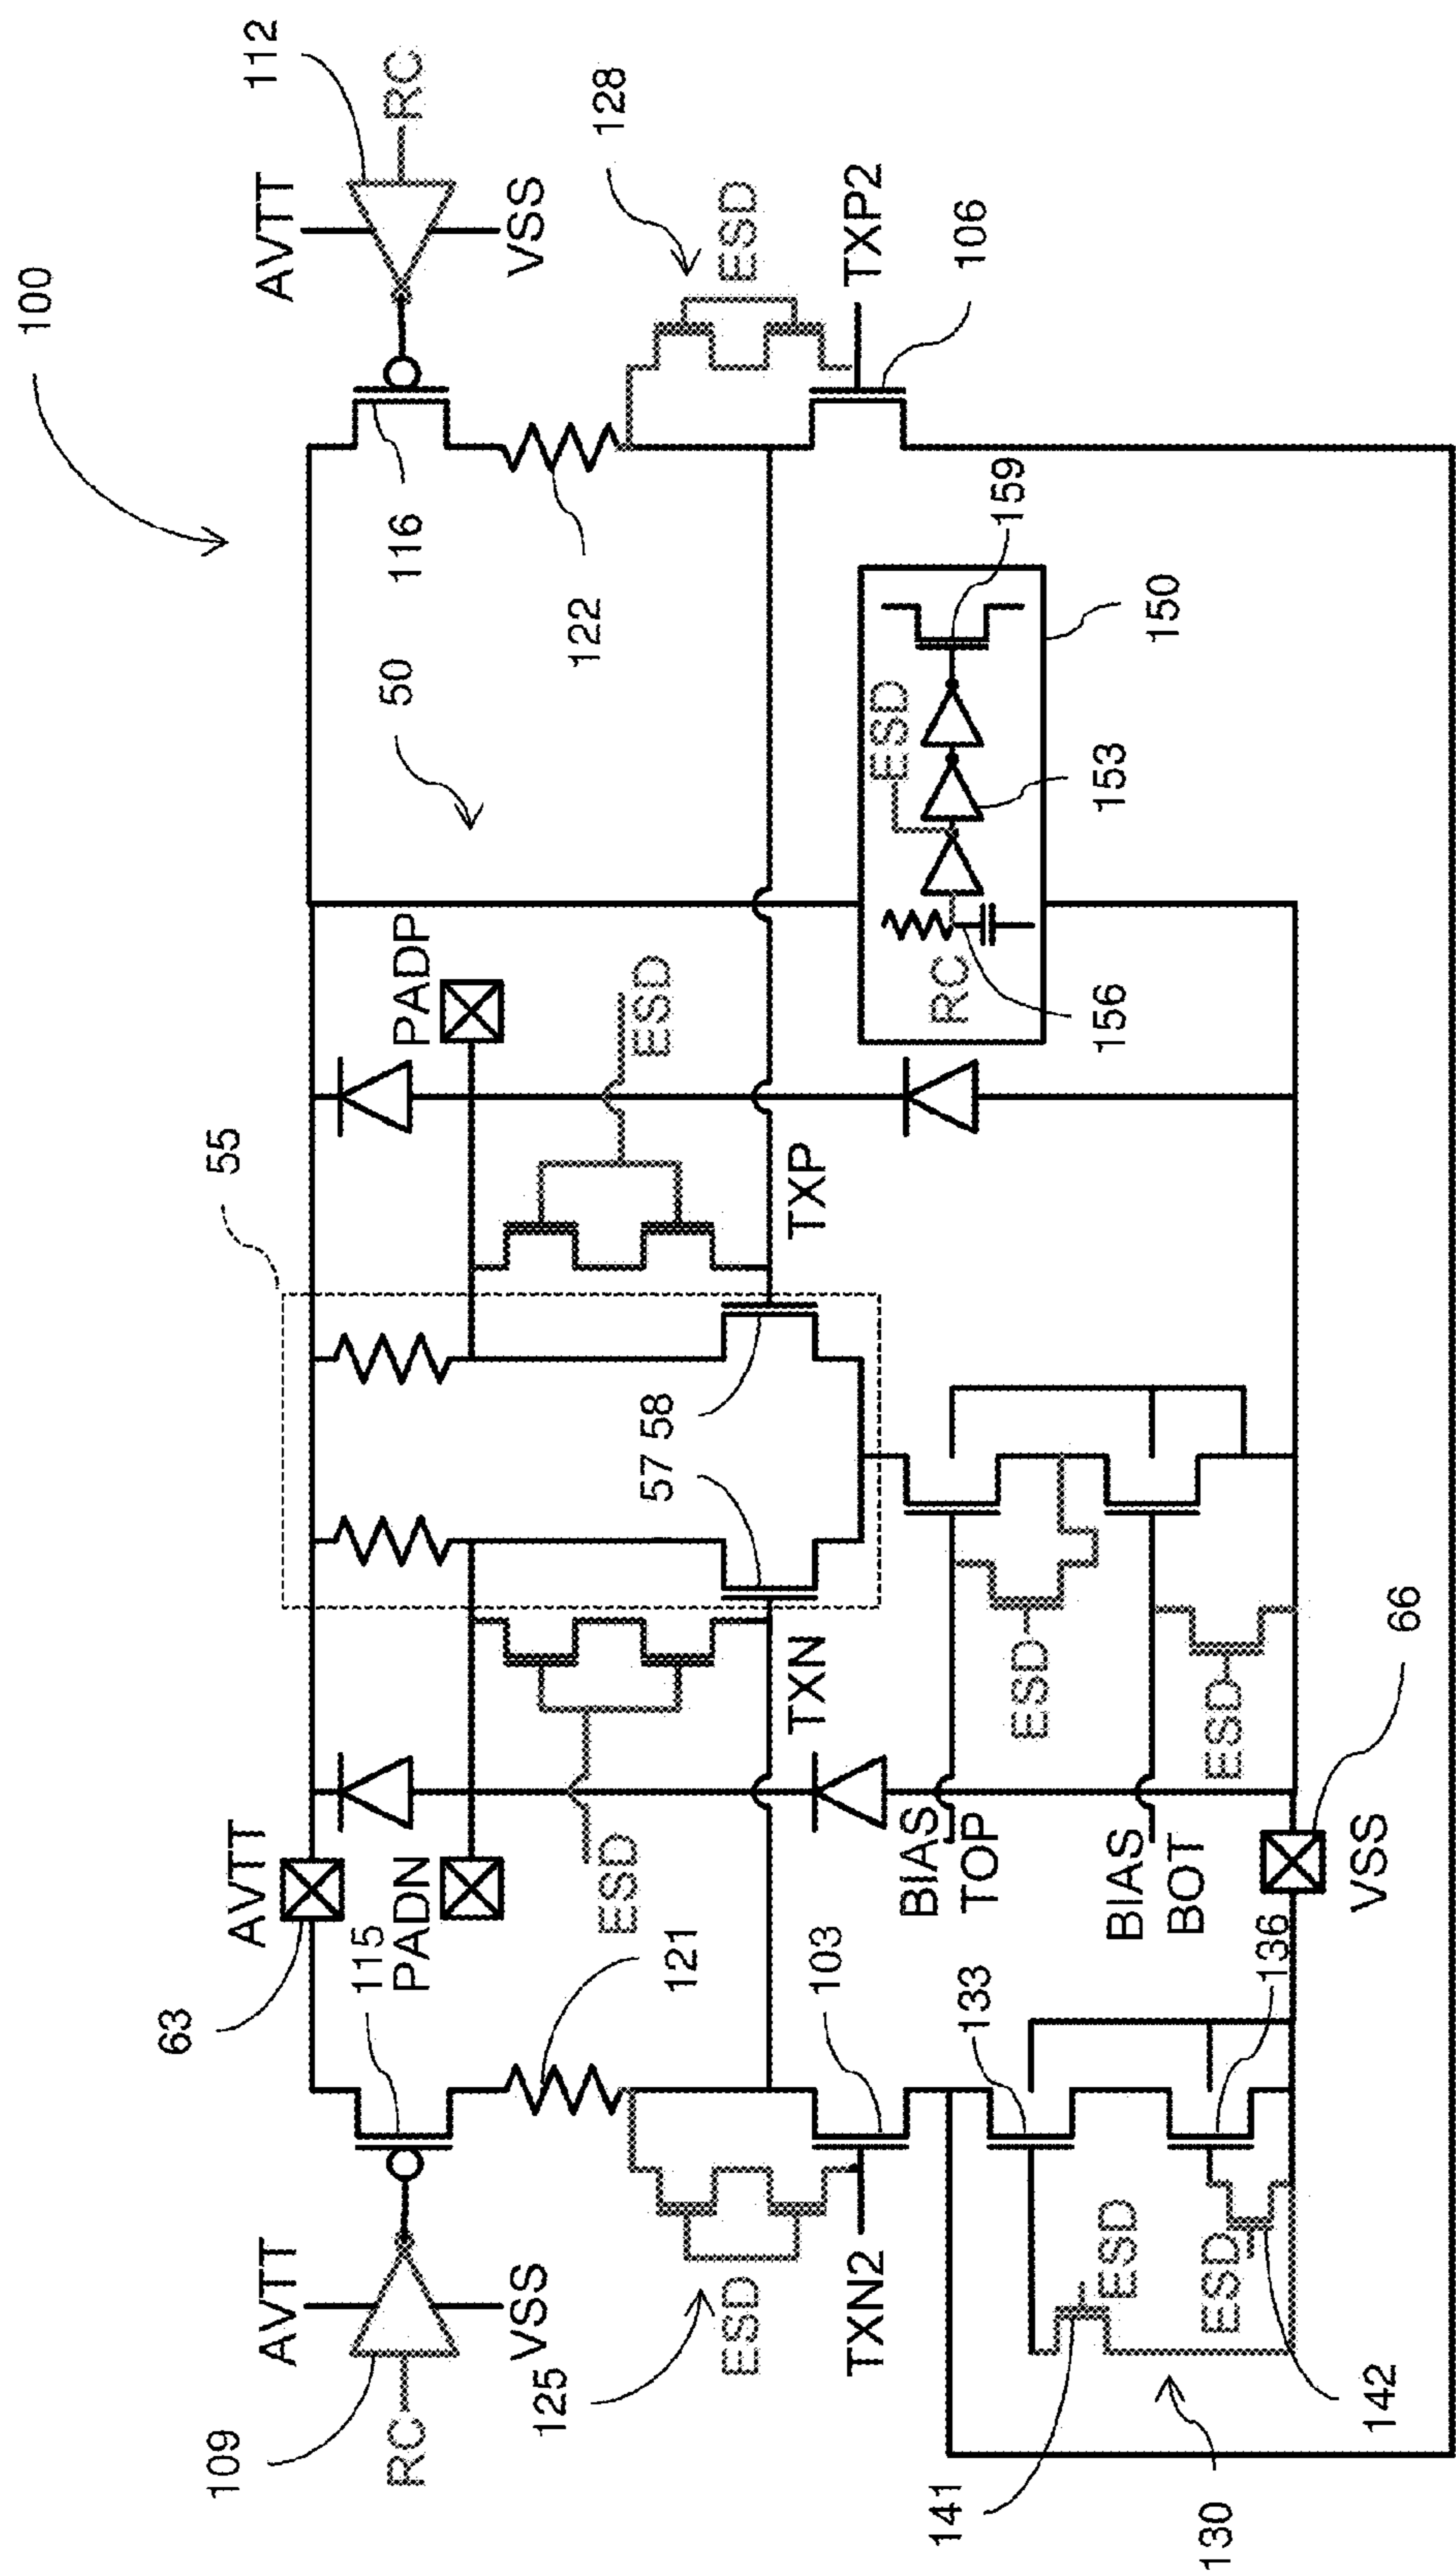 100
112
AVTT
RC
VSS
128
ESD
TXP2
106
116
122
50
159
150
ESD
153
RC
156
PADP
ESD
55
TXP
58
57
TXN
ESD
ESD
66
AVTT
63
PADN
115
ESD
121
BIAS
TOP
BIAS
BOT
VSS
103
133
136
AVTT
109
RC
VSS
125
ESD
TXN2
ESD
ESD
141
142
130